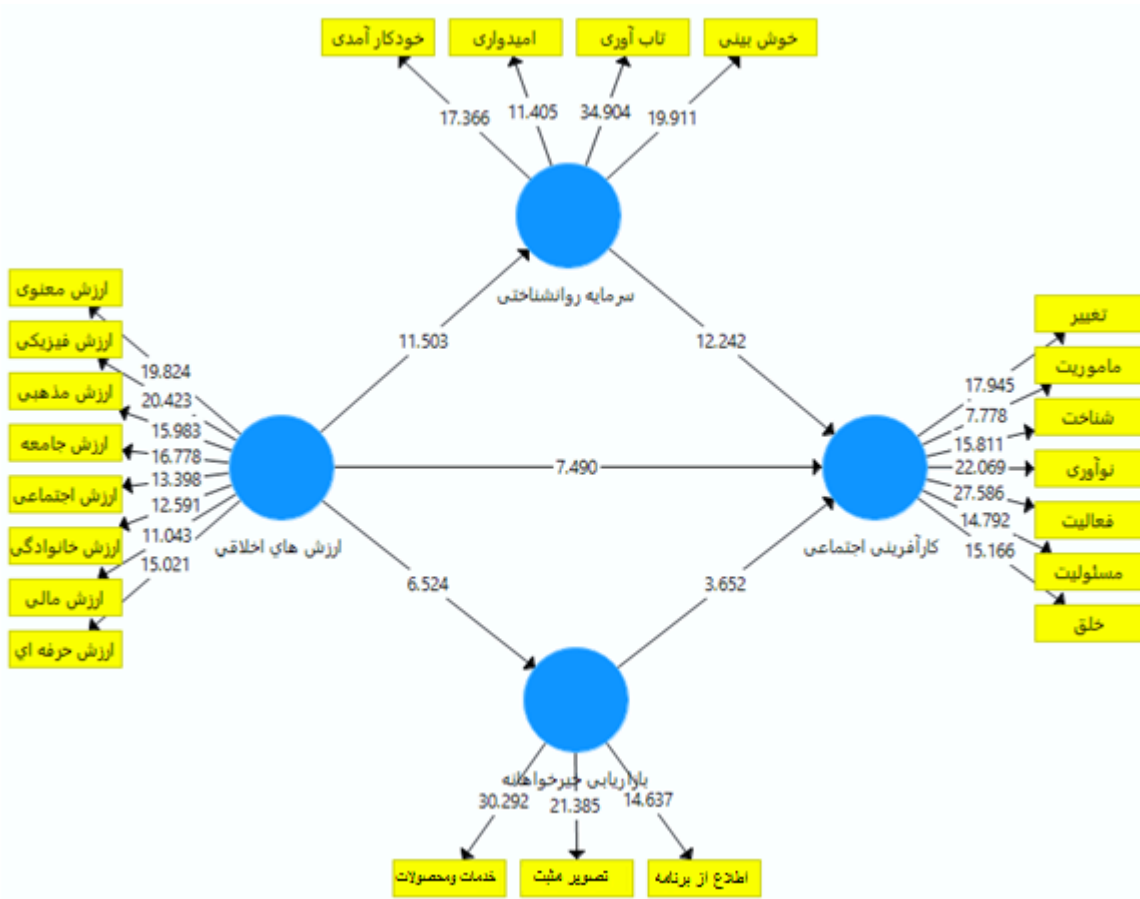 خودکار آمدی
امیدواری
تاب آوری
خوش بینی
17.366
11.405
34.904
19.911
سرمایه روانشناختی
ارزش معنوی
ارزش فیزیکی
ارزش مذهبی
ارزش جامعه
ارزش اجتماعی
ارزش خانوادگی
ارزش مالی
ارزش حرفه اي
19.824
20.423
15.983
16.778
13.398
12.591
11.043
15.021
ارزش هاي اخلاقي
11.503
12.242
7.490
6.524
3.652
تغییر
ماموریت
شناخت
نوآوری
فعالیت
مسئولیت
خلق
17.945
7.778
15.811
22.069
27.586
14.792
15.166
کارآفرینی اجتماعی
بازاریابی خیرخواهانه
30.292
21.385
14.637
خدمات ومحصولات
تصویر مثبت
اطلاع از برنامه